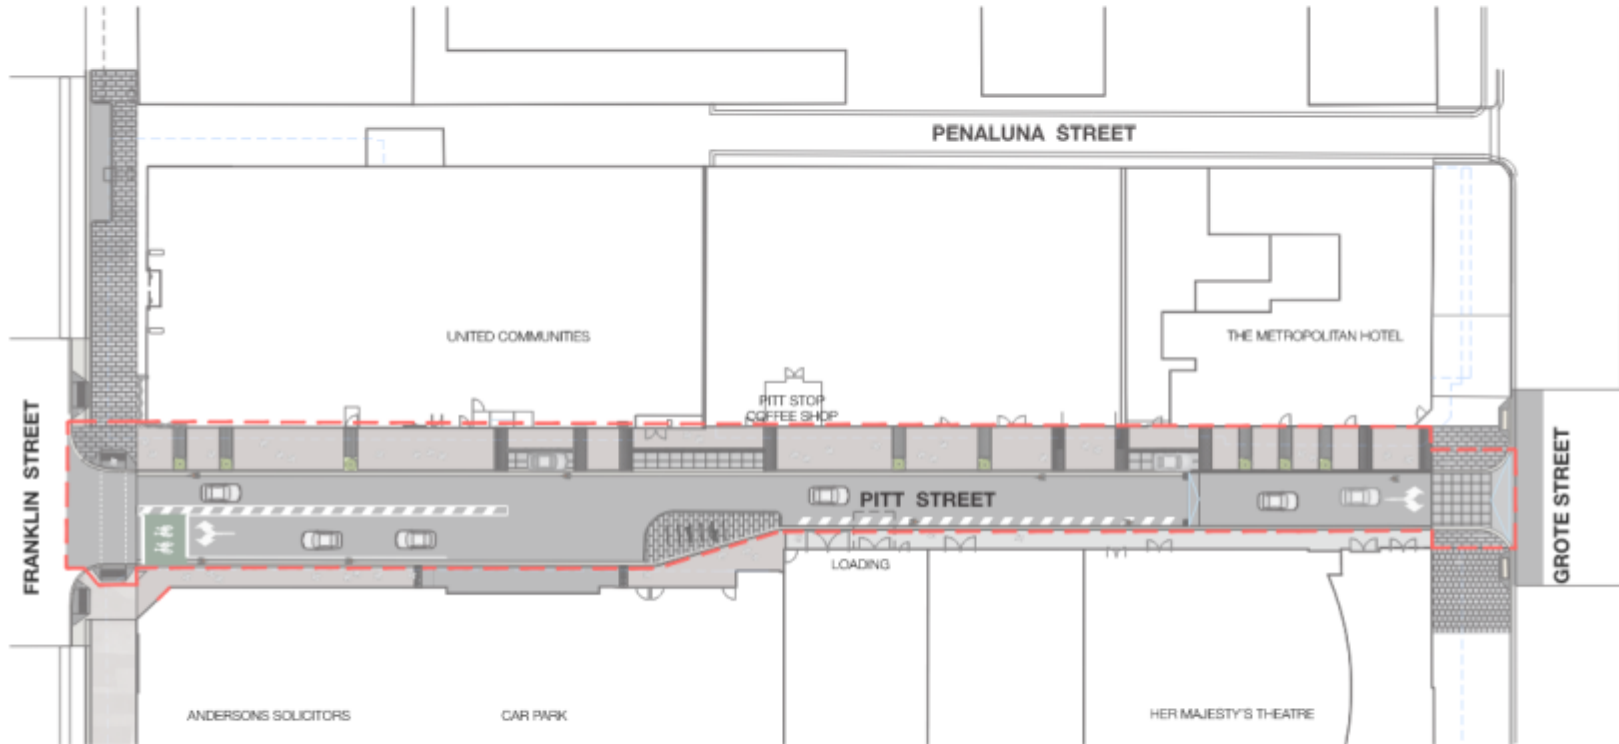 PENALUNA STREET
UNITED COMMUNITIES
THE METROPOLITAN HOTEL
PITT STOP
COFFEE SHOP
FRANKLIN STREET
PITT STREET
GROTE STREET
LOADING
ANDERSONS SOLICITORS
CAR PARK
HER MAJESTY'S THEATRE